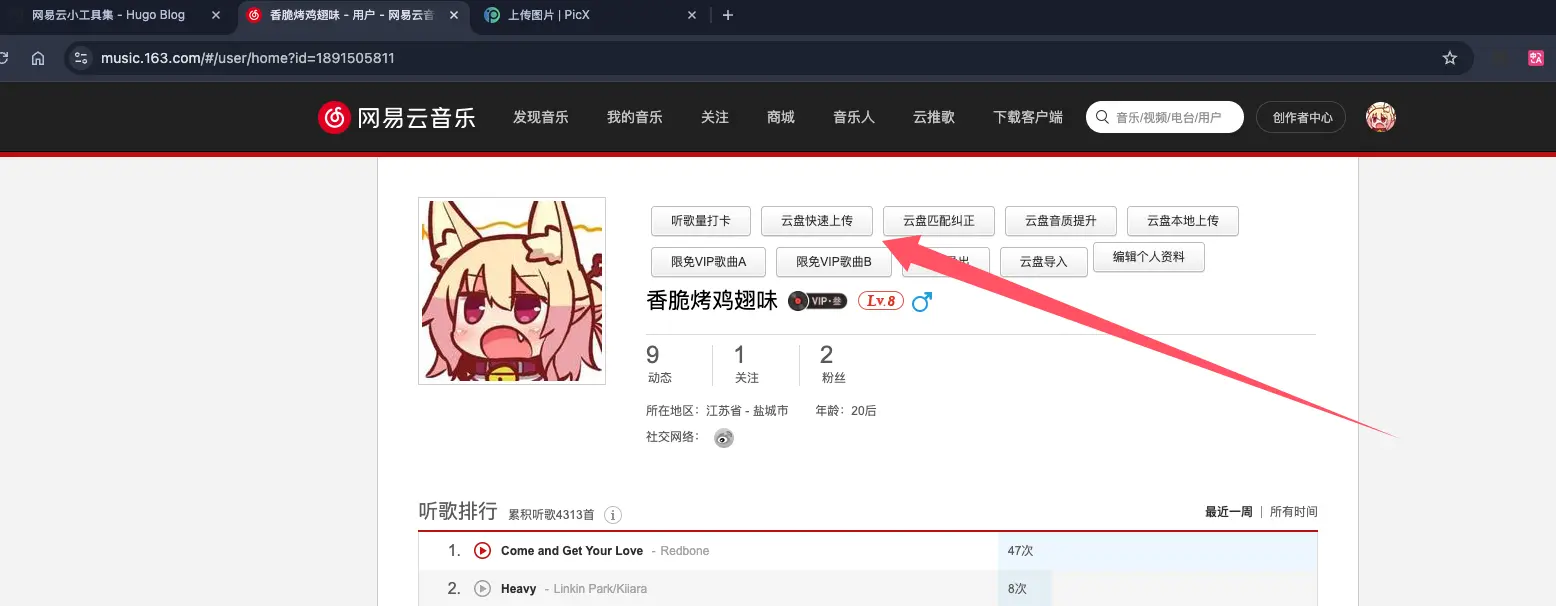 网易云小工具集 - Hugo Blog
香脆烤鸡翅味 - 用户 - 网易云音
上传图片 | PicX
music.163.com/#/user/home?id=1891505811
网易云音乐 发现音乐 我的音乐 关注 商城 音乐人 云推歌 下载客户端 音乐/视频/电台/用户 创作者中心
听歌量打卡 云盘快速上传 云盘匹配纠正 云盘音质提升 云盘本地上传
限免VIP歌曲A 限免VIP歌曲B 出 云盘导入 编辑个人资料
香脆烤鸡翅味 VIP·叁 Lv.8
9 1 2
动态 关注 粉丝
所在地区：江苏省 - 盐城市 年龄：20后
社交网络：
听歌排行 累积听歌4313首 最近一周 | 所有时间
1. Come and Get Your Love - Redbone 47次
2. Heavy - Linkin Park/Kiiara 8次